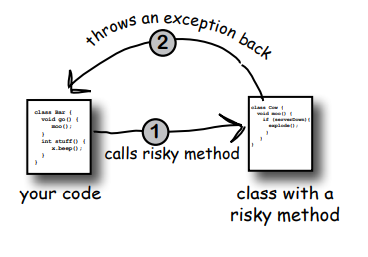 throws an exception back
2
class Bar {
void go() {
moo();
}
int stuff() {
x.beep();
}
}
1
calls risky method
class Cow {
void moo() {
if (serverDown){
explode();
}
}
}
your code
class with a
risky method